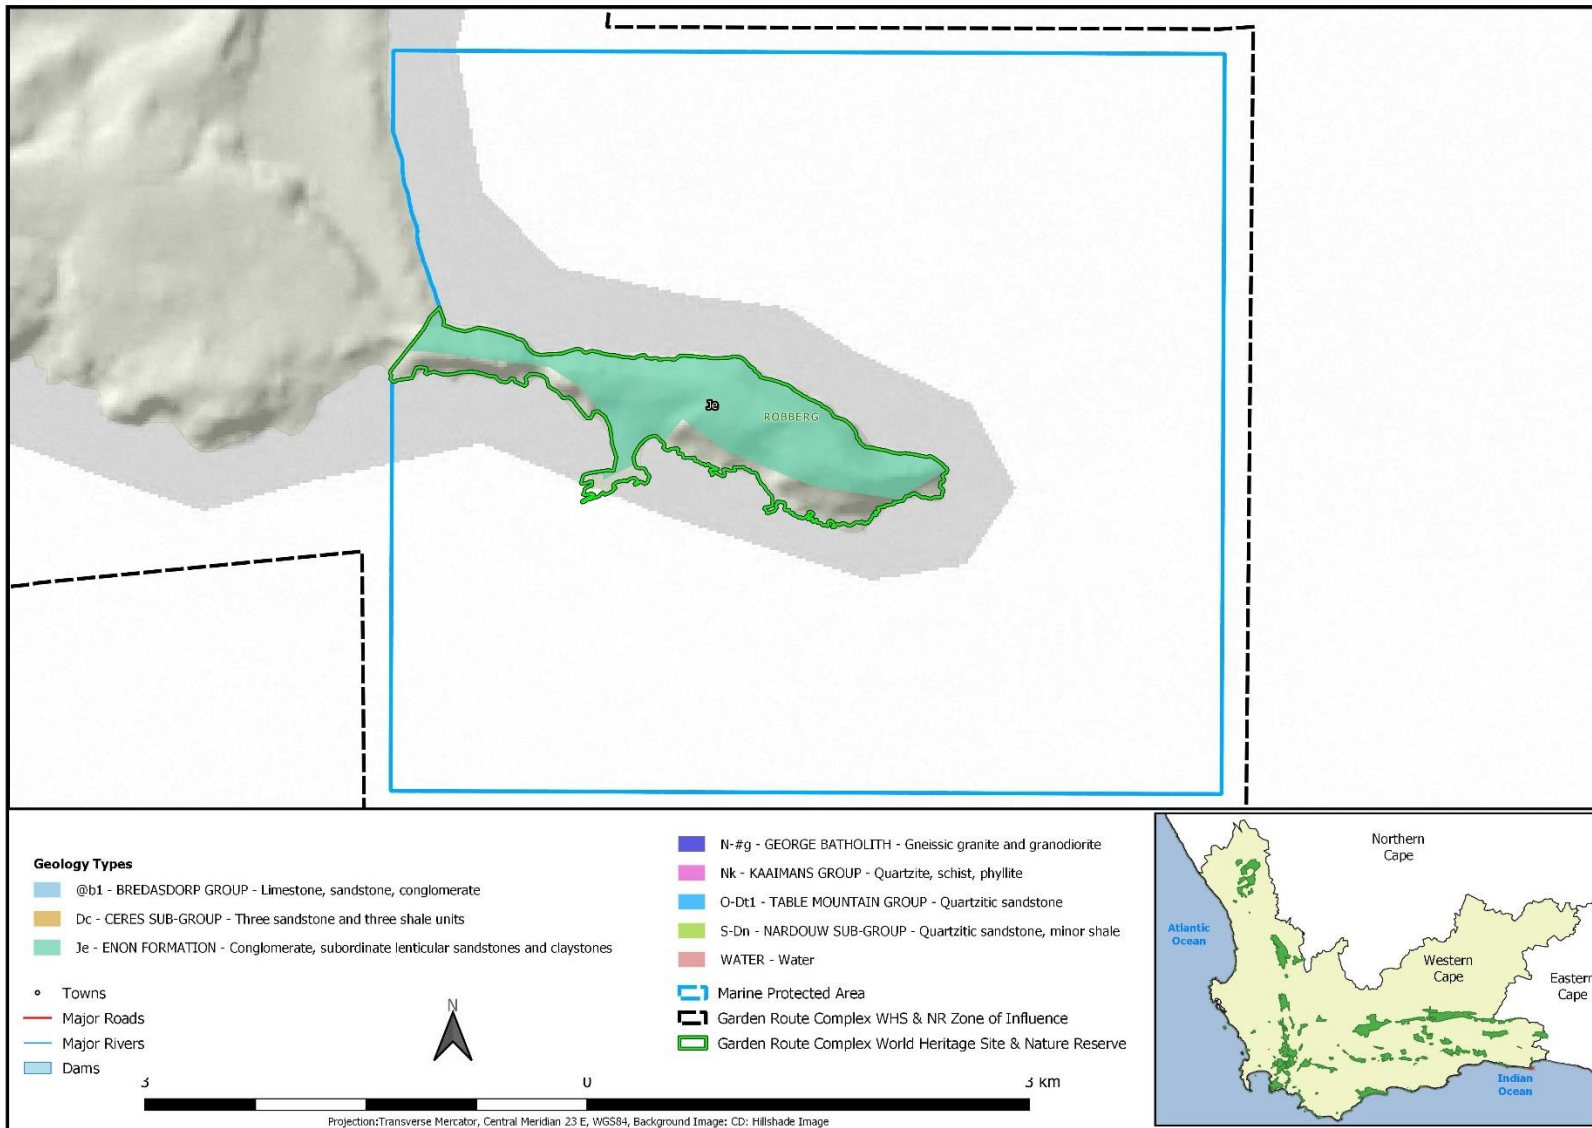 Je
ROBBERG
Geology Types
@b1 - BREDASDORP GROUP - Limestone, sandstone, conglomerate
Dc - CERES SUB-GROUP - Three sandstone and three shale units
Je - ENON FORMATION - Conglomerate, subordinate lenticular sandstones and claystones
Towns
Major Roads
Major Rivers
Dams
N
N-#g - GEORGE BATHOLITH - Gneissic granite and granodiorite
Nk - KAAIMANS GROUP - Quartzite, schist, phyllite
O-Dt1 - TABLE MOUNTAIN GROUP - Quartzitic sandstone
S-Dn - NARDOUW SUB-GROUP - Quartzitic sandstone, minor shale
WATER - Water
Marine Protected Area
Garden Route Complex WHS & NR Zone of Influence
Garden Route Complex World Heritage Site & Nature Reserve
3 0 3 km
Projection:Transverse Mercator, Central Meridian 23 E, WGS84, Background Image: CD: Hillshade Image
Northern
Cape
Atlantic
Ocean
Western
Cape
Eastern
Cape
Indian
Ocean